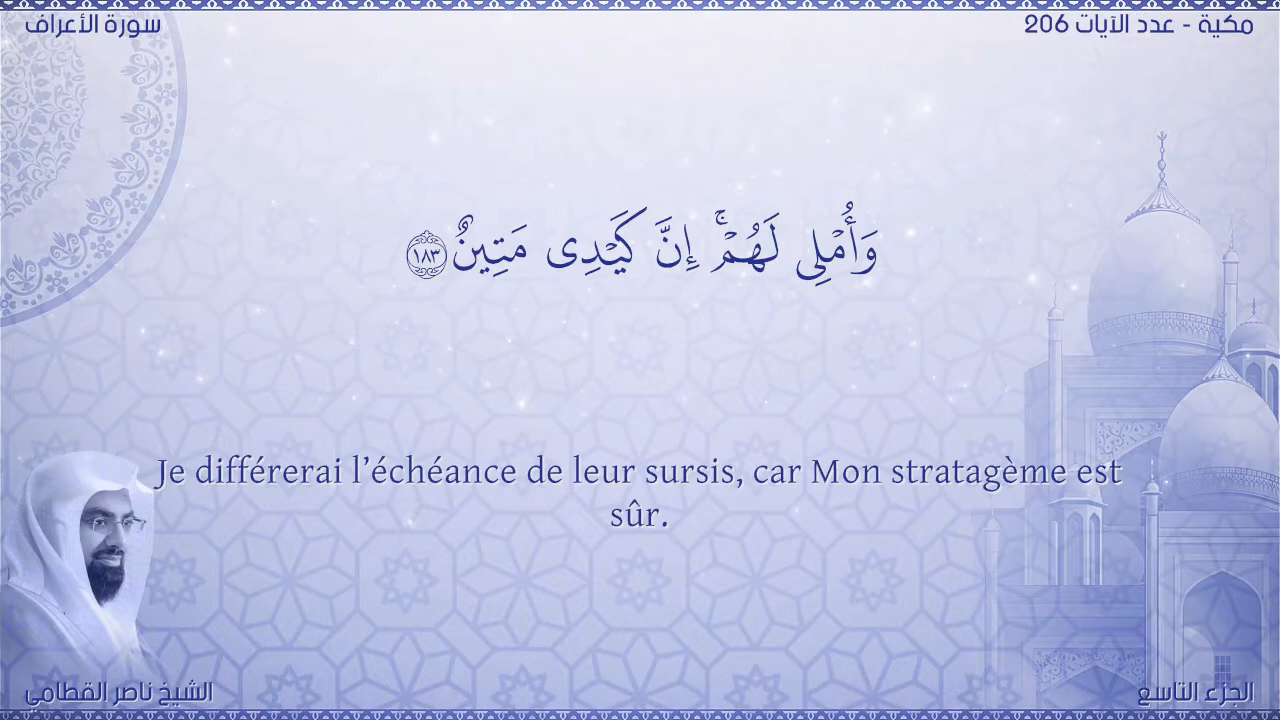 سورة الأعراف
مكية - عدد الآيات 206
وَأُمْلِى لَهُمْ ۚ إِنَّ كَيْدِى مَتِينٌ ١٨٣
Je différerai l’échéance de leur sursis, car Mon stratagème est
sûr.
الشيخ ناصر القطامي
الجزء التاسع